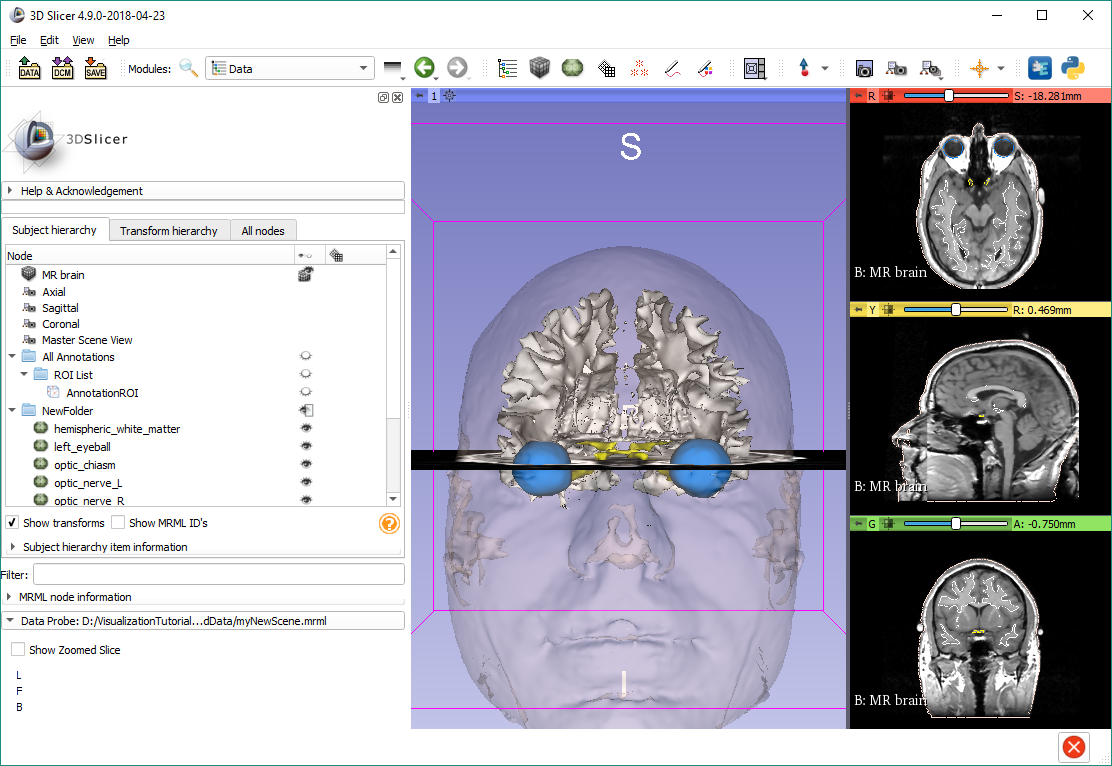 3D Slicer 4.9.0-2018-04-23
File Edit View Help
DATA DCM SAVE Modules: Data
1
R S: -18.281mm
3DSlicer
S
Help & Acknowledgement
Subject hierarchy Transform hierarchy All nodes
Node
MR brain
Axial
Sagittal
Coronal
Master Scene View
All Annotations
ROI List
AnnotationROI
NewFolder
hemispheric_white_matter
left_eyeball
optic_chiasm
optic_nerve_L
optic_nerve_R
Show transforms Show MRML ID's
?
Subject hierarchy item information
Filter:
MRML node information
Data Probe: D:/VisualizationTutorial...dData/myNewScene.mrml
Show Zoomed Slice
L
F
B
I
B: MR brain
Y R: 0.469mm
B: MR brain
G A: -0.750mm
B: MR brain